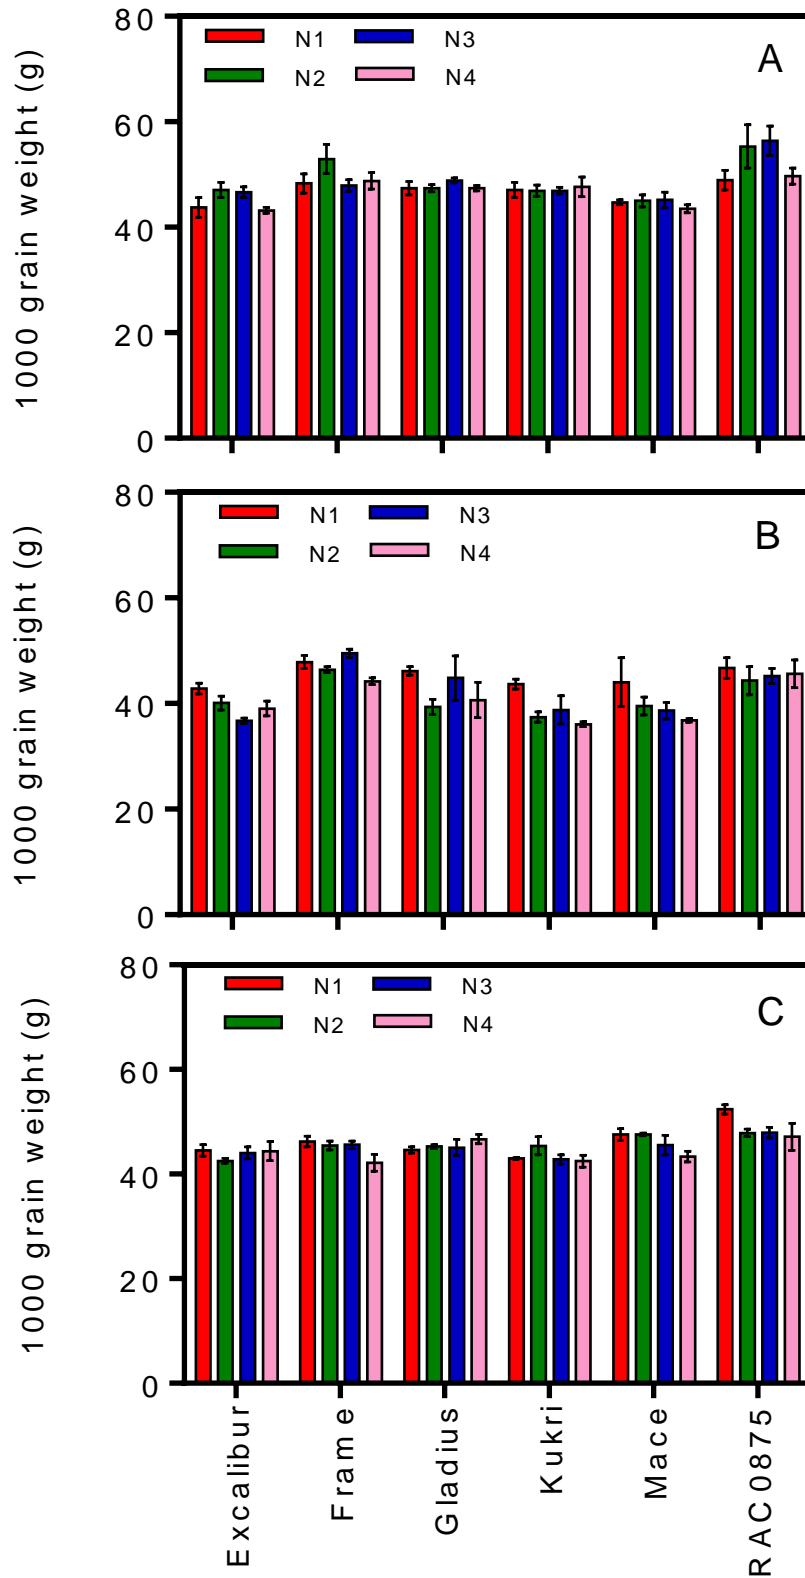 80
60
40
20
0
1000 grain weight (g)
N1 N3
N2 N4
A
80
60
40
20
0
1000 grain weight (g)
N1 N3
N2 N4
B
80
60
40
20
0
1000 grain weight (g)
N1 N3
N2 N4
C
Excalibur
Frame
Gladius
Kukri
Mace
RAC0875